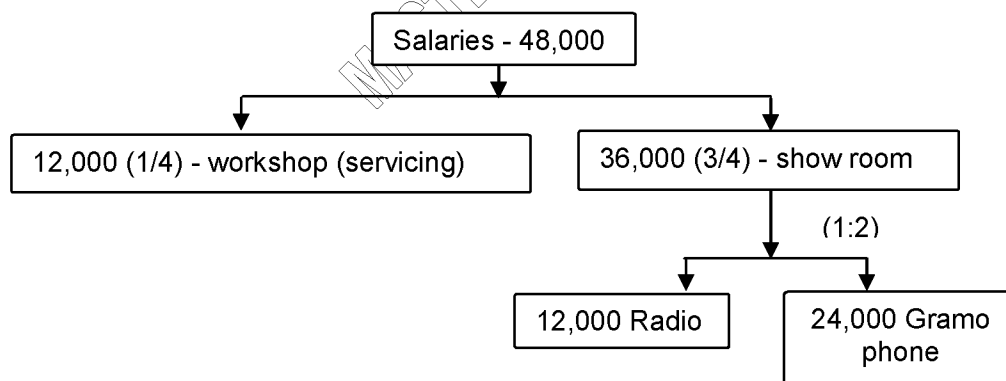 Salaries - 48,000
12,000 (1/4) - workshop (servicing)
36,000 (3/4) - show room
(1:2)
12,000 Radio
24,000 Gramo
phone